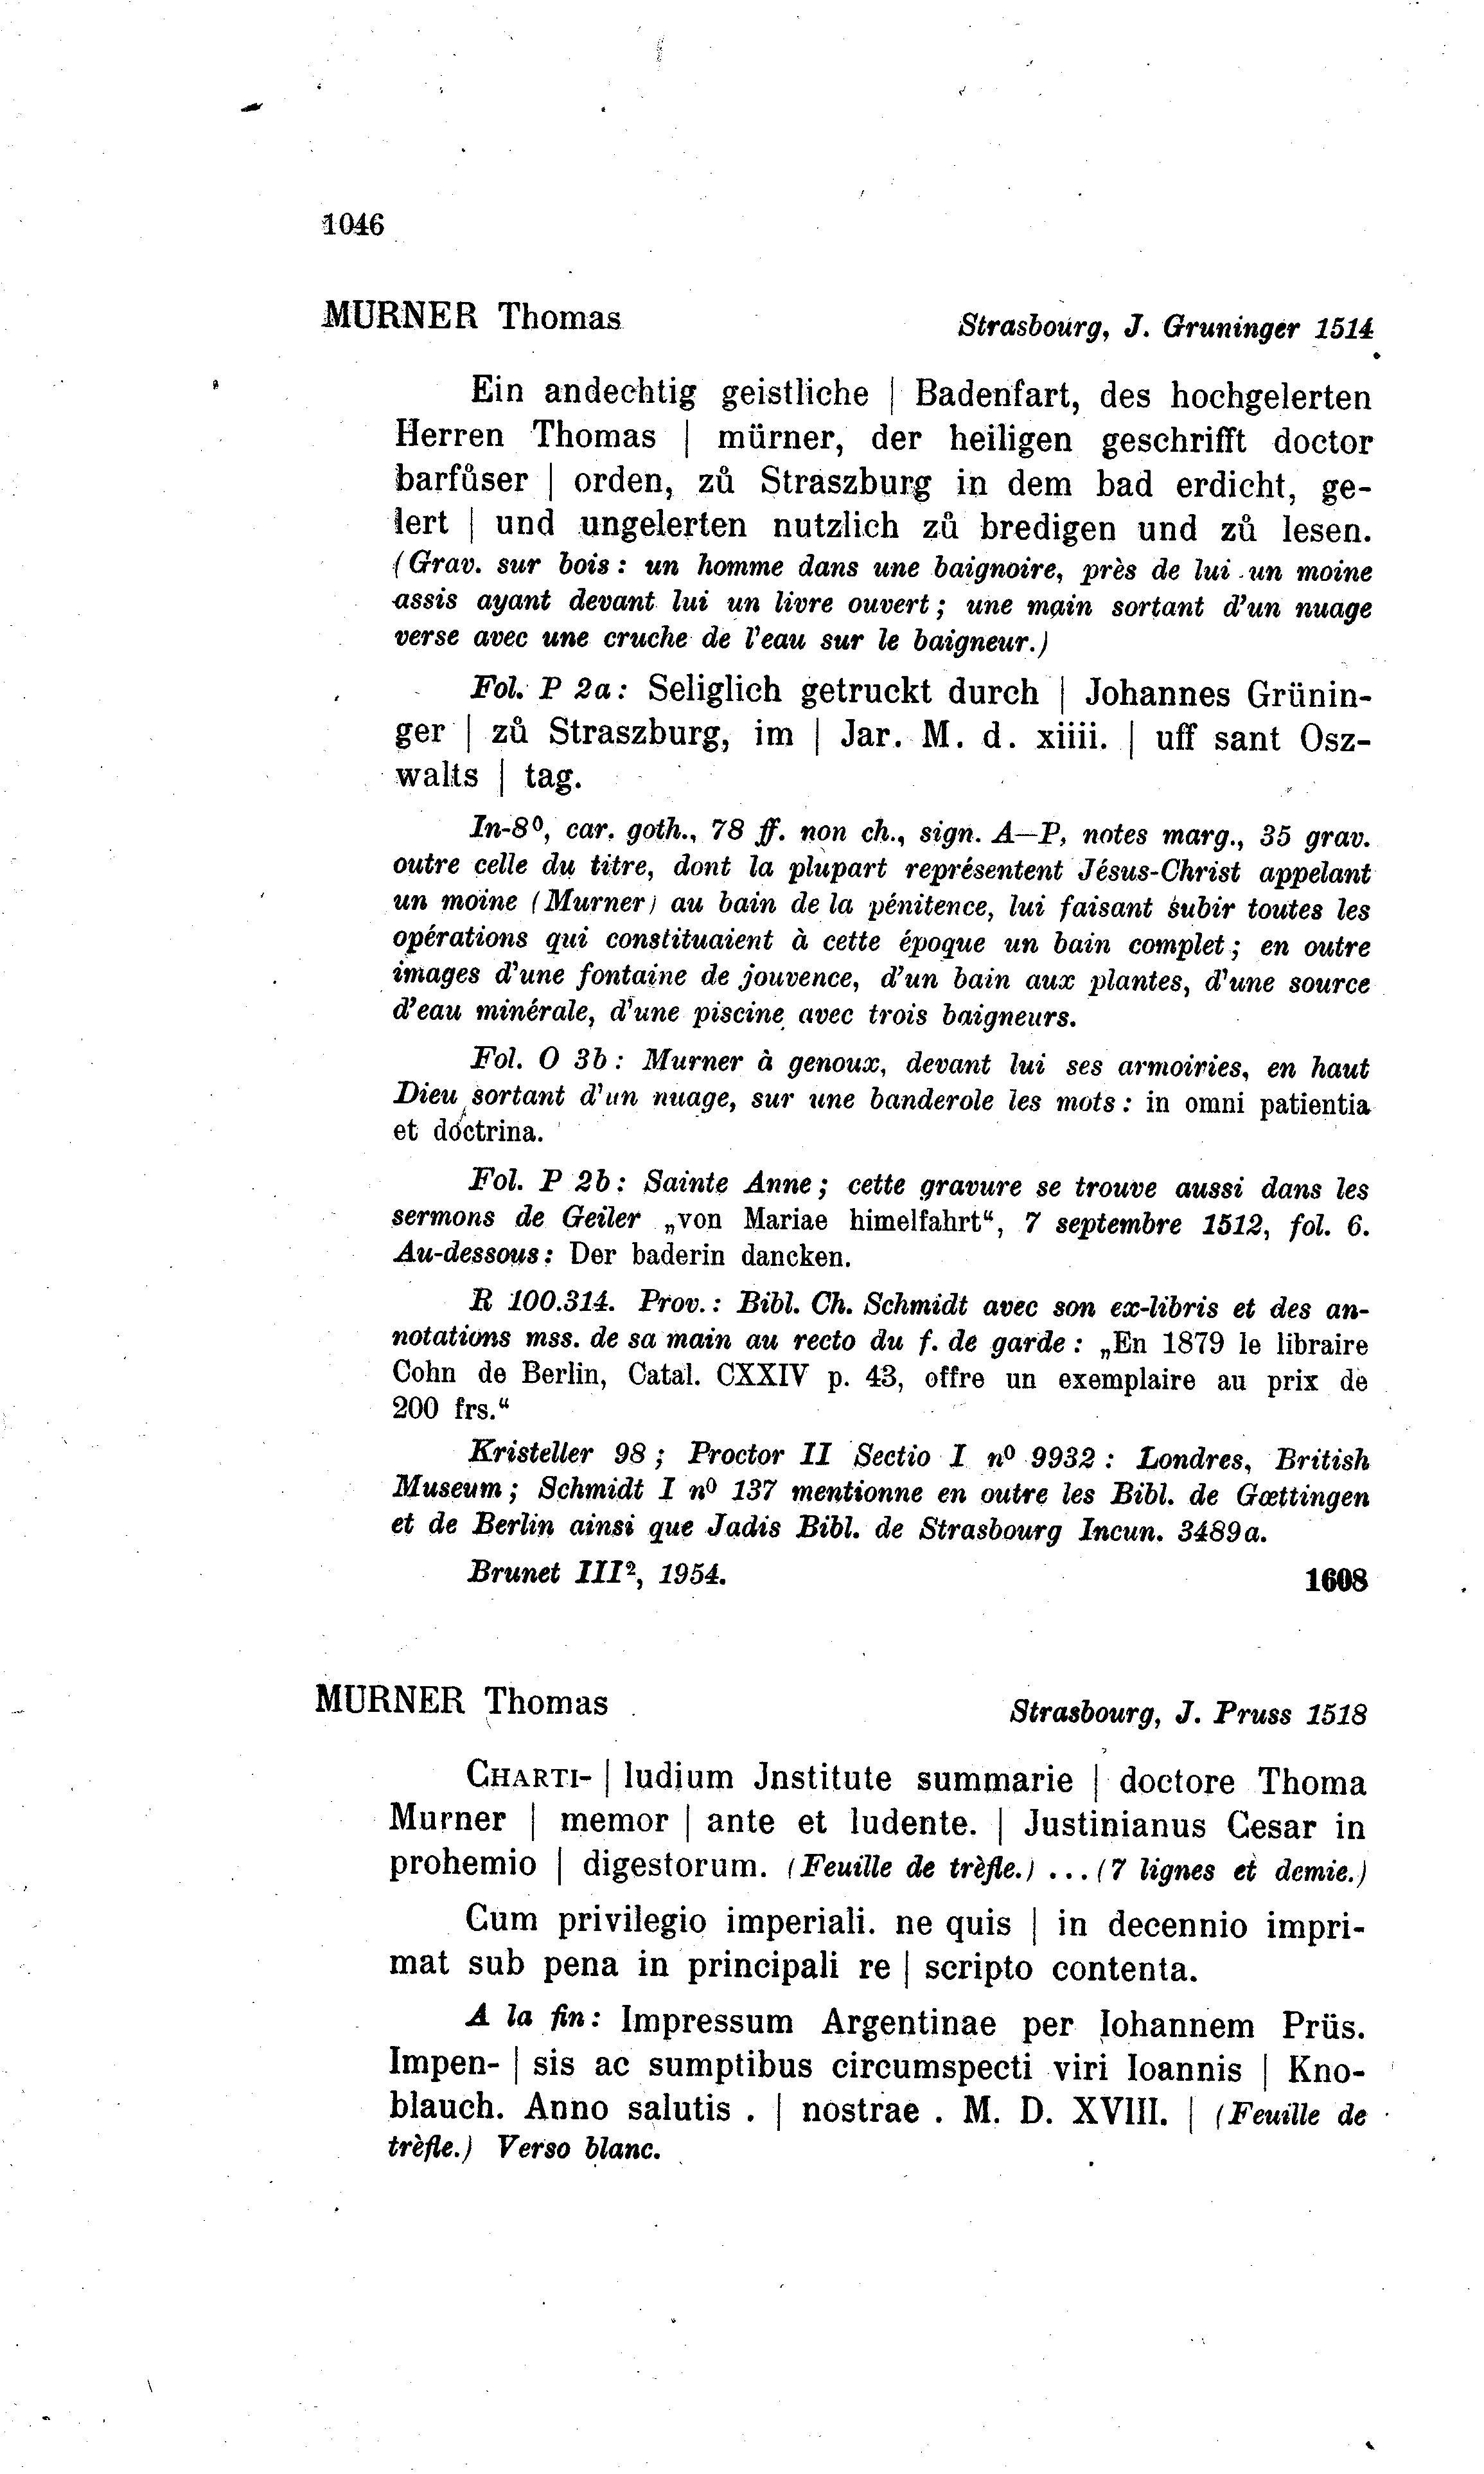 1046
MURNER Thomas
Strasbourg, J. Gruninger 1514
Ein andechtig geistliche | Badenfart, des hochgelerten
Herren Thomas | mürner, der heiligen geschrifft doctor
barfůser | orden, zů Straszburg in dem bad erdicht, ge-
lert | und ungelerten nutzlich zů bredigen und zů lesen.
(Grav. sur bois : un homme dans une baignoire, près de lui un moine
assis ayant devant lui un livre ouvert ; une main sortant d'un nuage
verse avec une cruche de l'eau sur le baigneur.)
Fol. P 2a : Seliglich getruckt durch | Johannes Grünin-
ger | zů Straszburg, im | Jar. M. d. xiiii. | uff sant Osz-
walts | tag.
In-8⁰, car. goth., 78 ff. non ch., sign. A—P, notes marg., 35 grav.
outre celle du titre, dont la plupart représentent Jésus-Christ appelant
un moine (Murner) au bain de la pénitence, lui faisant subir toutes les
opérations qui constituaient à cette époque un bain complet ; en outre
images d'une fontaine de jouvence, d'un bain aux plantes, d'une source
d'eau minérale, d'une piscine avec trois baigneurs.
Fol. O 3b : Murner à genoux, devant lui ses armoiries, en haut
Dieu sortant d'un nuage, sur une banderole les mots : in omni patientia
et doctrina.
Fol. P 2b : Sainte Anne ; cette gravure se trouve aussi dans les
sermons de Geiler „von Mariae himelfahrt“, 7 septembre 1512, fol. 6.
Au-dessous : Der baderin dancken.
R 100.314. Prov. : Bibl. Ch. Schmidt avec son ex-libris et des an-
notations mss. de sa main au recto du f. de garde : „En 1879 le libraire
Cohn de Berlin, Catal. CXXIV p. 43, offre un exemplaire au prix de
200 frs.“
Kristeller 98 ; Proctor II Sectio I n⁰ 9932 : Londres, British
Museum ; Schmidt I n⁰ 137 mentionne en outre les Bibl. de Gœttingen
et de Berlin ainsi que Jadis Bibl. de Strasbourg Incun. 3489a.
Brunet III², 1954.
1608
MURNER Thomas
Strasbourg, J. Pruss 1518
CHARTI- | ludium Jnstitute summarie | doctore Thoma
Murner | memor | ante et ludente. | Justinianus Cesar in
prohemio | digestorum. (Feuille de trèfle.) ... (7 lignes et demie.)
Cum privilegio imperiali. ne quis | in decennio impri-
mat sub pena in principali re | scripto contenta.
A la fin : Impressum Argentinae per Iohannem Prüs.
Impen- | sis ac sumptibus circumspecti viri Ioannis | Kno-
blauch. Anno salutis . | nostrae . M. D. XVIII. | (Feuille de
trèfle.) Verso blanc.